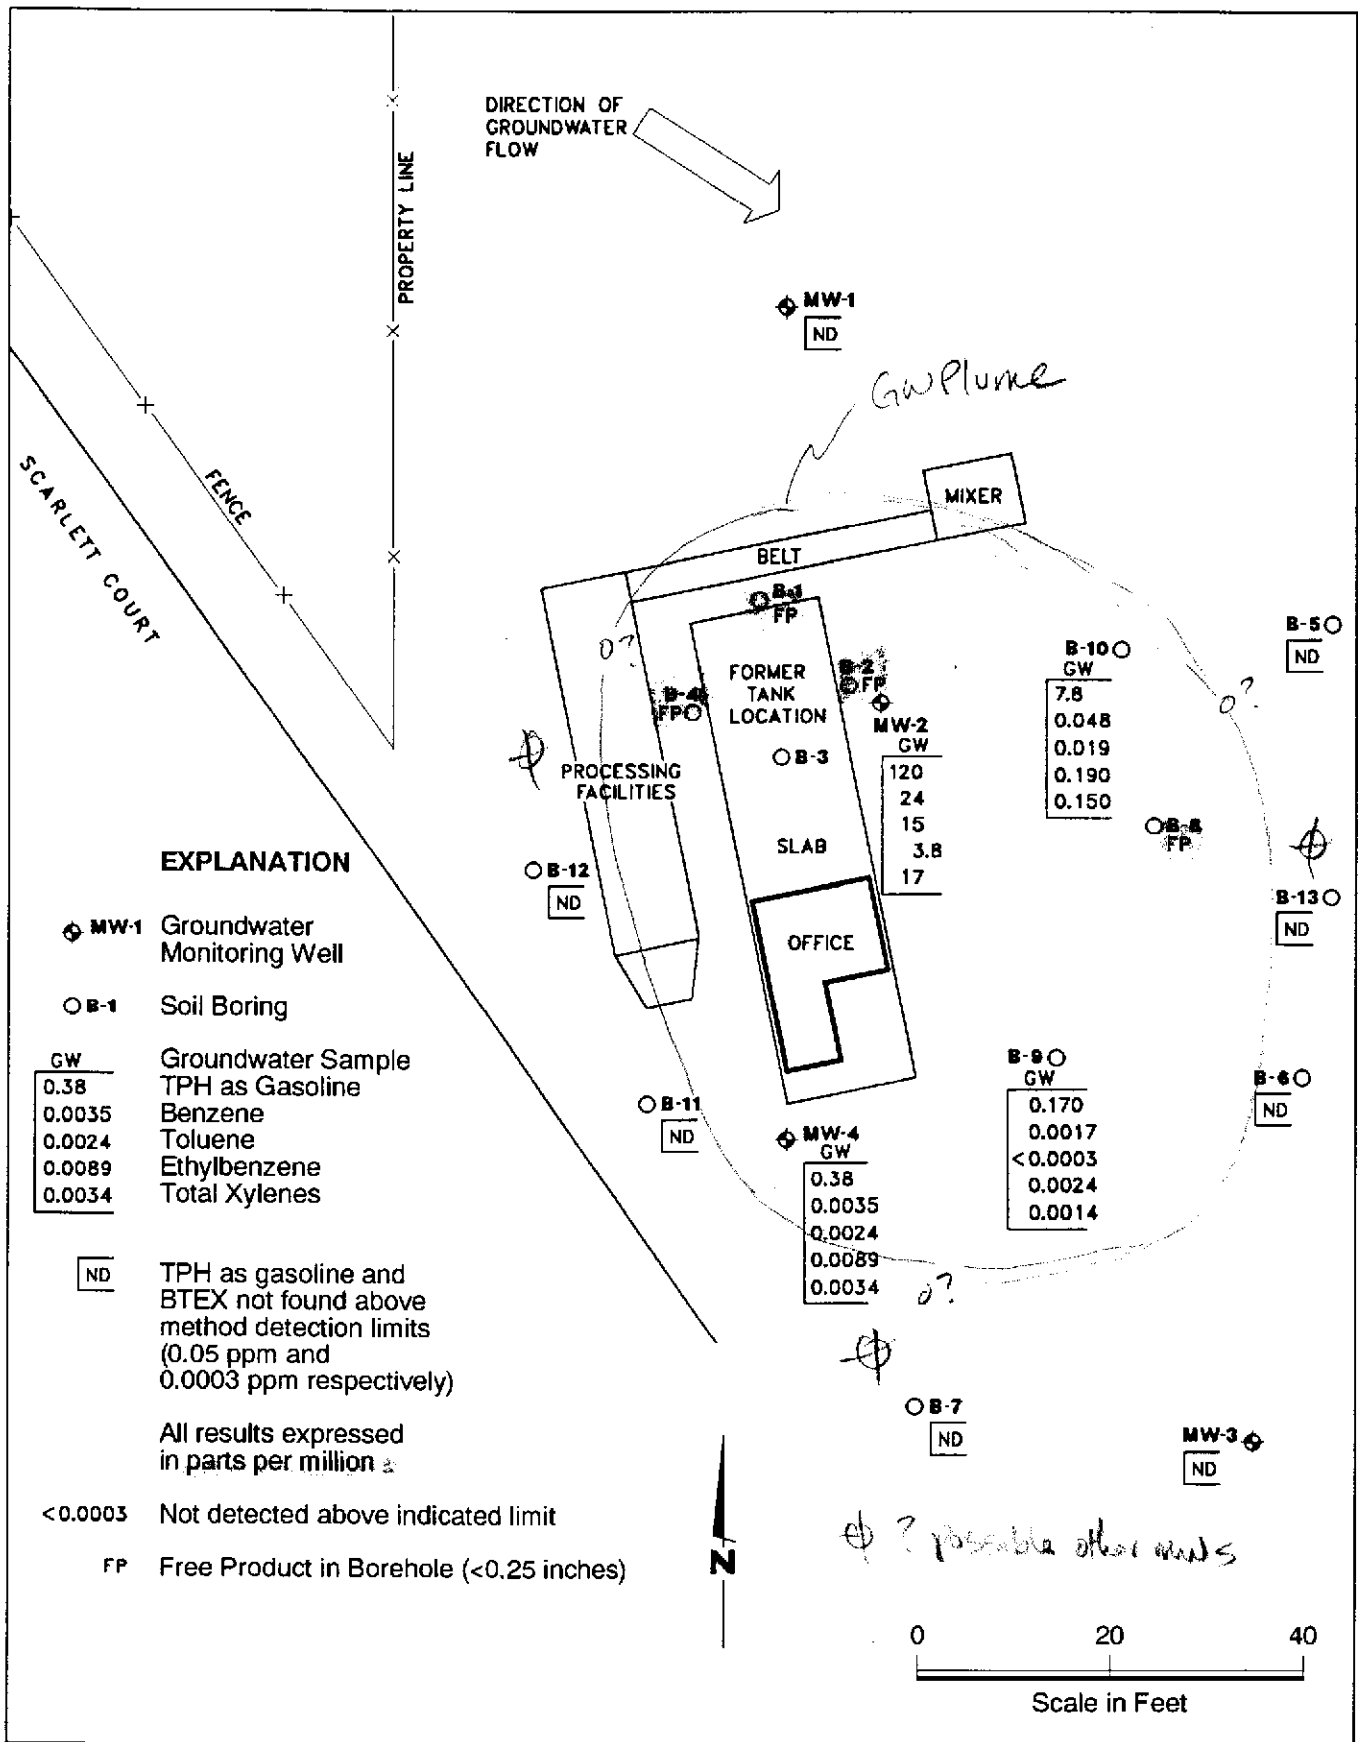 DIRECTION OF
GROUNDWATER
FLOW
PROPERTY LINE
MW-1
ND
GW Plume
FENCE
SCARLETT COURT
MIXER
BELT
B-1
FP
0?
B-4
FP
FORMER
TANK
LOCATION
B-2
FP
MW-2
GW
120
24
15
3.8
17
B-3
B-10
GW
7.8
0.048
0.019
0.190
0.150
B-5
ND
0?
PROCESSING
FACILITIES
SLAB
FP
B-12
ND
B-13
ND
OFFICE
EXPLANATION
MW-1 Groundwater
Monitoring Well
B-1 Soil Boring
GW Groundwater Sample
0.38 TPH as Gasoline
0.0035 Benzene
0.0024 Toluene
0.0089 Ethylbenzene
0.0034 Total Xylenes
ND TPH as gasoline and
BTEX not found above
method detection limits
(0.05 ppm and
0.0003 ppm respectively)
All results expressed
in parts per million
<0.0003 Not detected above indicated limit
FP Free Product in Borehole (<0.25 inches)
B-11
ND
MW-4
GW
0.38
0.0035
0.0024
0.0089
0.0034
B-9
GW
0.170
0.0017
<0.0003
0.0024
0.0014
B-6
ND
0?
B-7
ND
MW-3
ND
? possible other mws
N
0 20 40
Scale in Feet